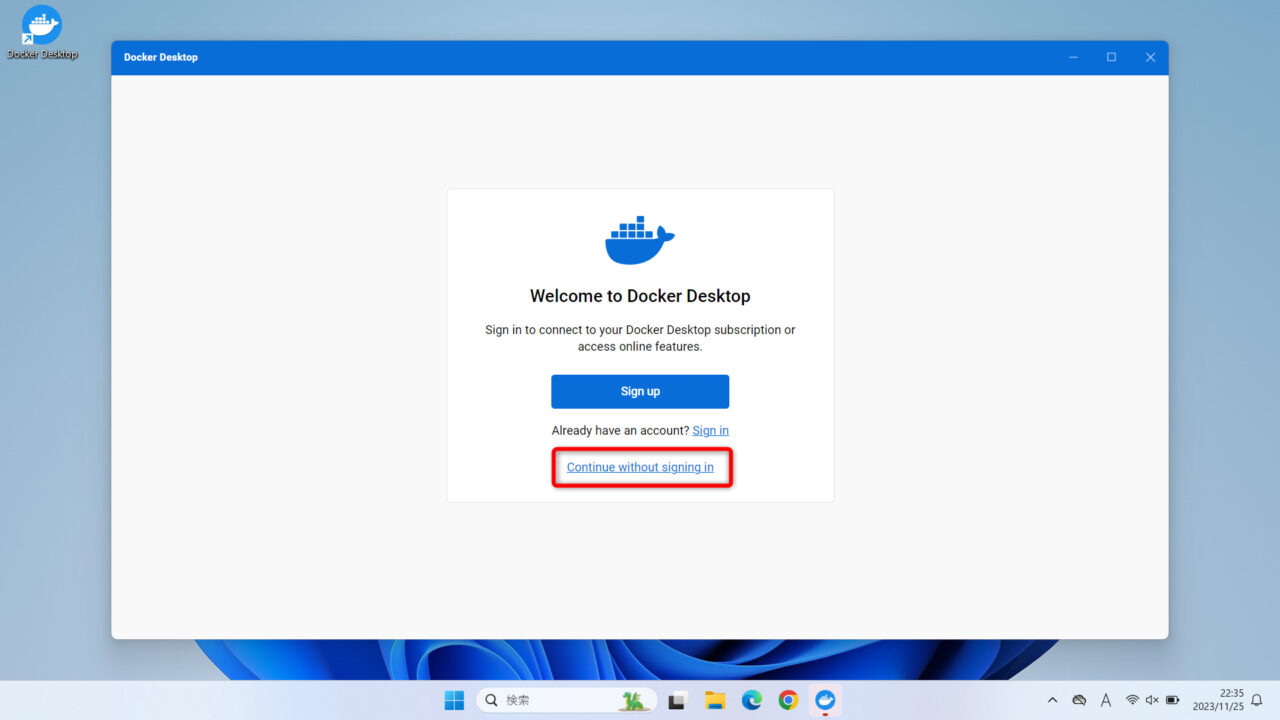 Docker Desktop
Docker Desktop
Welcome to Docker Desktop
Sign in to connect to your Docker Desktop subscription or
access online features.
Sign up
Already have an account? Sign in
Continue without signing in
検索
A
22:35
2023/11/25